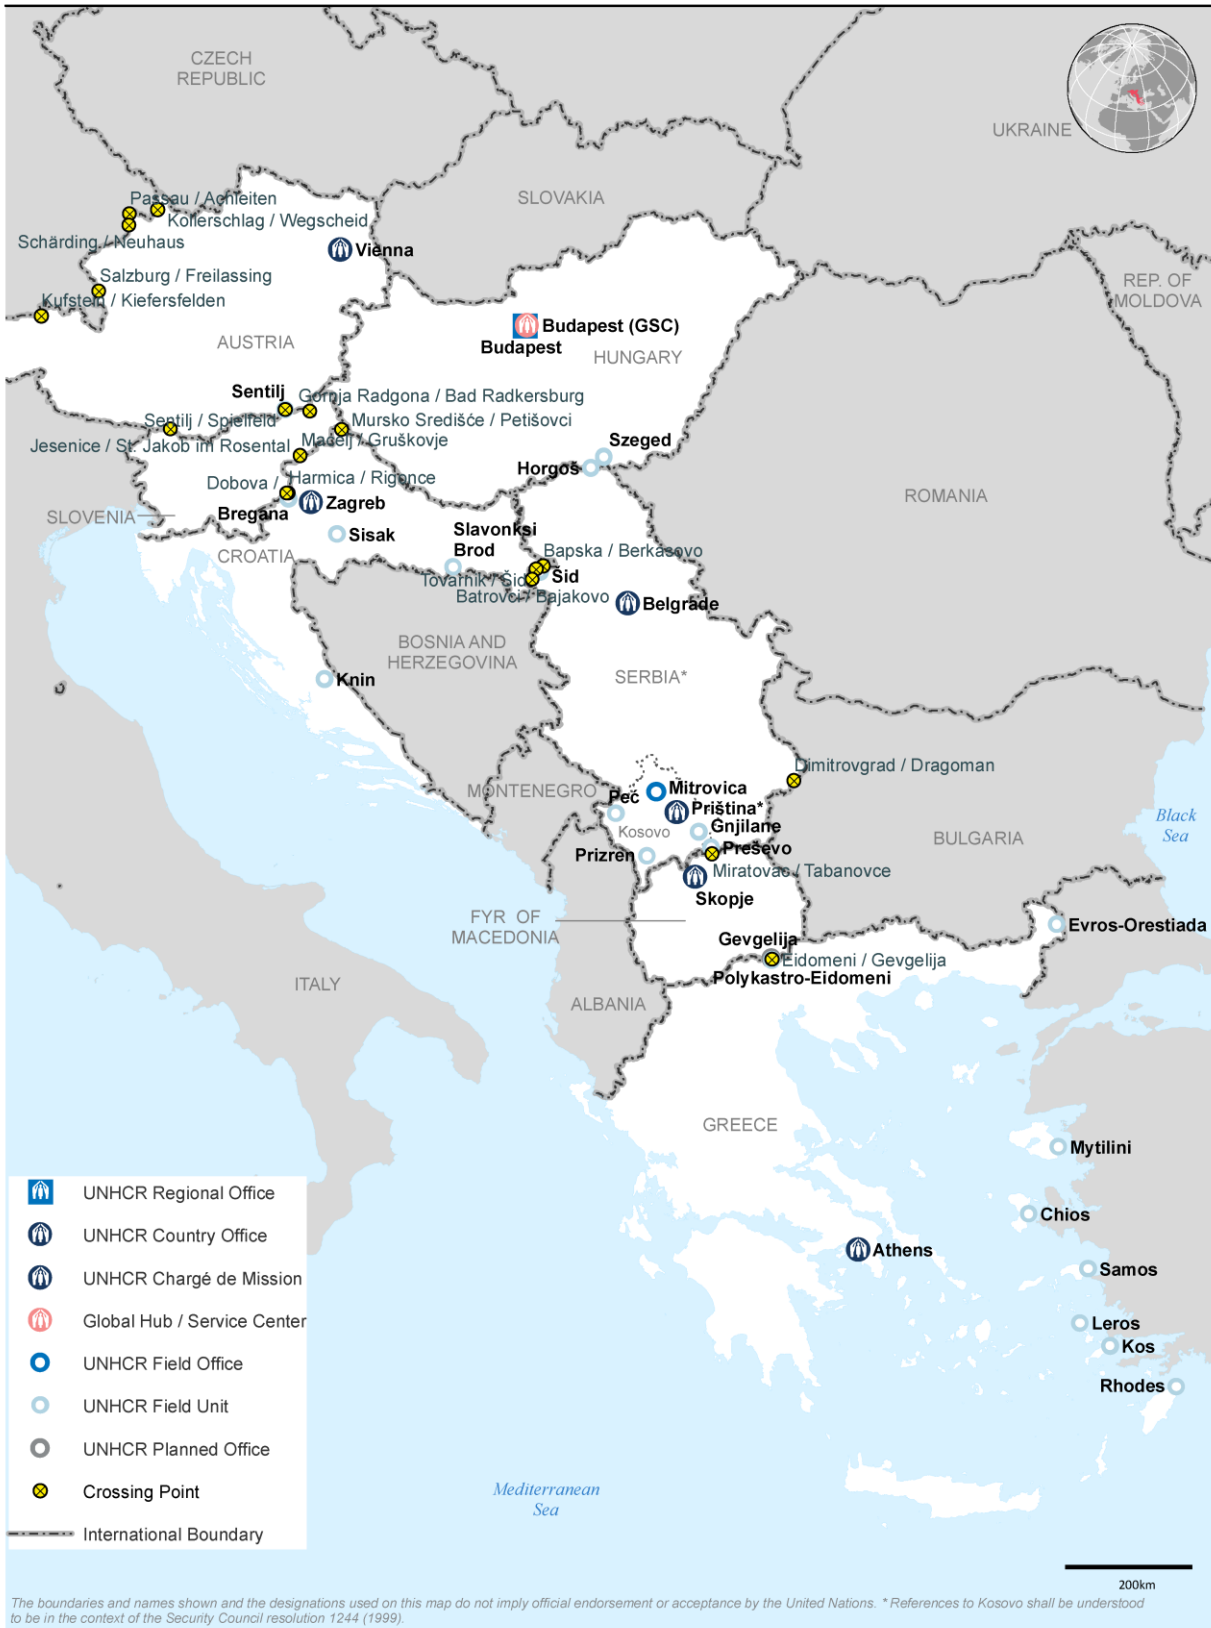 CZECH
REPUBLIC
UKRAINE
SLOVAKIA
Passau / Achleiten
Kollerschlag / Wegscheid
Schärding / Neuhaus
Vienna
Salzburg / Freilassing
Kufstein / Kiefersfelden
REP. OF
MOLDOVA
Budapest (GSC)
Budapest
HUNGARY
AUSTRIA
Sentilj
Gornja Radgona / Bad Radkersburg
Sentilj / Spielfeld
Mursko Središće / Petišovci
Jesenice / St. Jakob im Rosental
Macelj / Gruškovje
Szeged
Horgoš
Dobova /
Harmica / Rigonce
ROMANIA
Bregana
Zagreb
SLOVENIA
Sisak
Slavonksi
Brod
CROATIA
Bapska / Berkasovo
Tovarnik / Šid
Šid
Batrovci / Bajakovo
Belgrade
BOSNIA AND
HERZEGOVINA
SERBIA*
Knin
Dimitrovgrad / Dragoman
MONTENEGRO
Mitrovica
Peć
Priština*
Kosovo
Gnjilane
Black
Sea
BULGARIA
Prizren
Preševo
Miratovac / Tabanovce
Skopje
FYR OF
MACEDONIA
Evros-Orestiada
Gevgelija
Eidomeni / Gevgelija
Polykastro-Eidomeni
ITALY
ALBANIA
GREECE
Mytilini
Chios
Athens
Samos
Leros
Kos
Rhodes
UNHCR Regional Office
UNHCR Country Office
UNHCR Chargé de Mission
Global Hub / Service Center
UNHCR Field Office
UNHCR Field Unit
UNHCR Planned Office
Crossing Point
International Boundary
Mediterranean
Sea
200km
The boundaries and names shown and the designations used on this map do not imply official endorsement or acceptance by the United Nations. * References to Kosovo shall be understood
to be in the context of the Security Council resolution 1244 (1999).